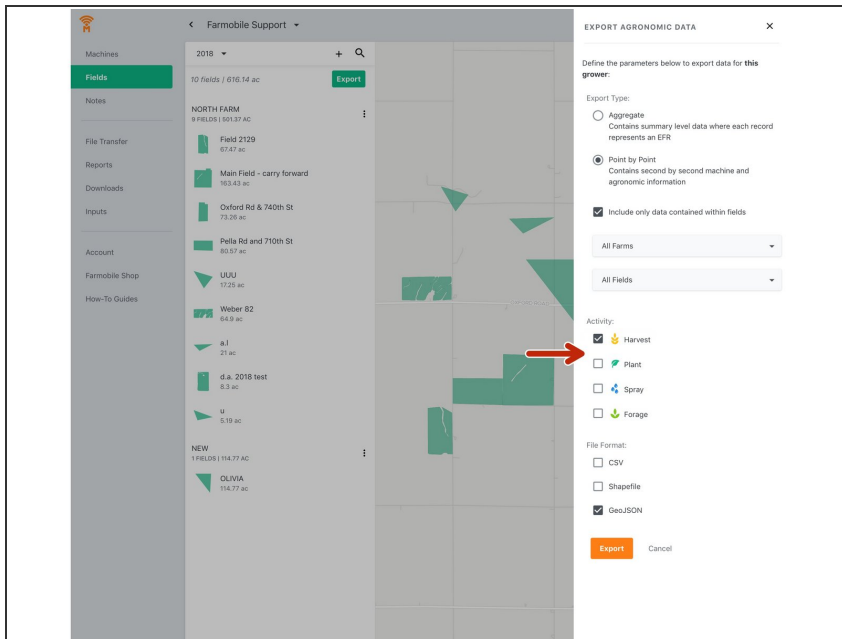 Farmobile Support
Machines
Fields
Notes
File Transfer
Reports
Downloads
Inputs
Account
Farmobile Shop
How-To Guides
2018
10 fields | 616.14 ac
Export
NORTH FARM
9 FIELDS | 501.37 AC
Field 2129
67.47 ac
Main Field - carry forward
163.43 ac
Oxford Rd & 740th St
73.26 ac
Pella Rd and 710th St
80.57 ac
UUU
17.25 ac
Weber 82
64.9 ac
a.l
21 ac
d.a. 2018 test
8.3 ac
u
5.19 ac
NEW
1 FIELDS | 114.77 AC
OLIVIA
114.77 ac
EXPORT AGRONOMIC DATA
Define the parameters below to export data for this
grower:
Export Type:
Aggregate
Contains summary level data where each record
represents an EFR
Point by Point
Contains second by second machine and
agronomic information
Include only data contained within fields
All Farms
All Fields
Activity:
Harvest
Plant
Spray
Forage
File Format:
CSV
Shapefile
GeoJSON
Export
Cancel